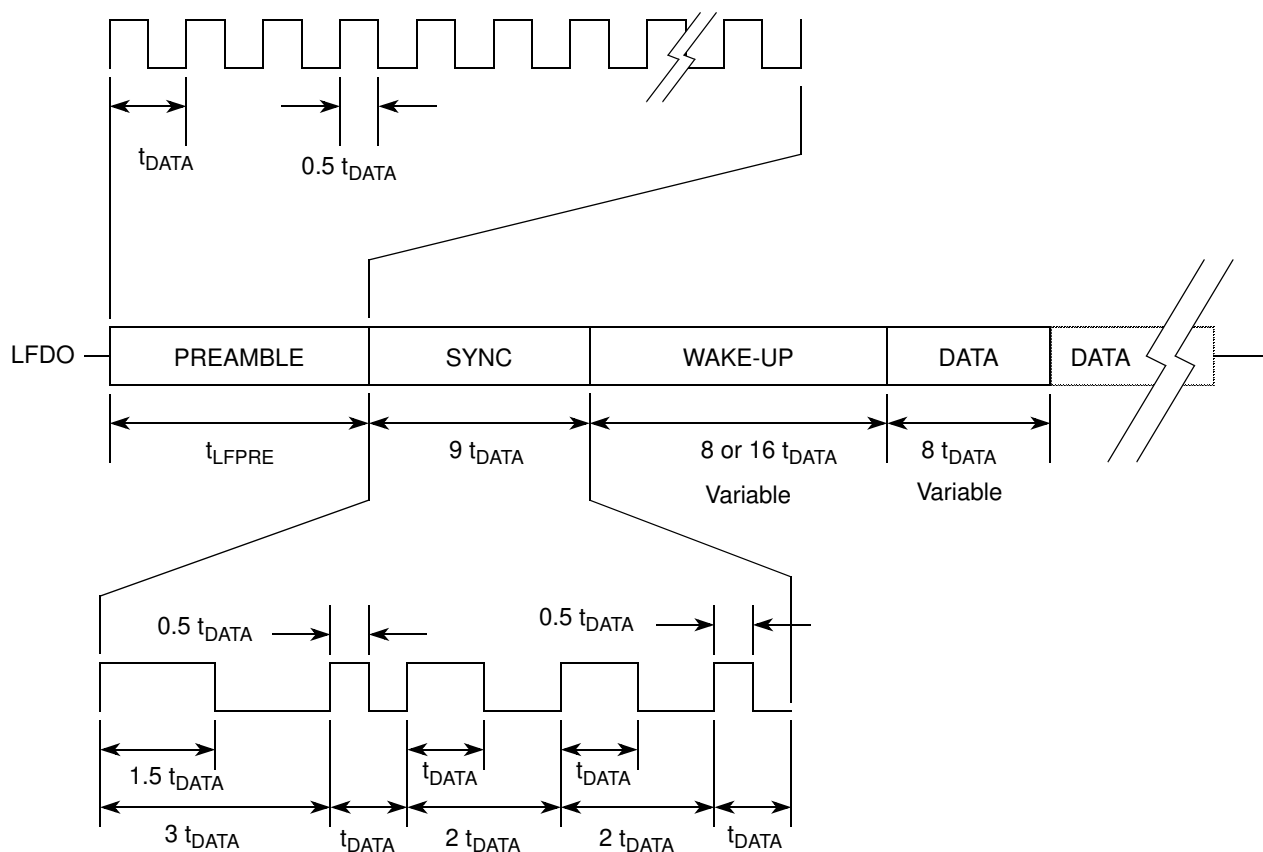 tDATA
0.5 tDATA
LFDO
PREAMBLE
SYNC
WAKE-UP
DATA
DATA
tLFPRE
9 tDATA
8 or 16 tDATA
Variable
8 tDATA
Variable
0.5 tDATA
0.5 tDATA
1.5 tDATA
tDATA
tDATA
3 tDATA
tDATA
2 tDATA
2 tDATA
tDATA